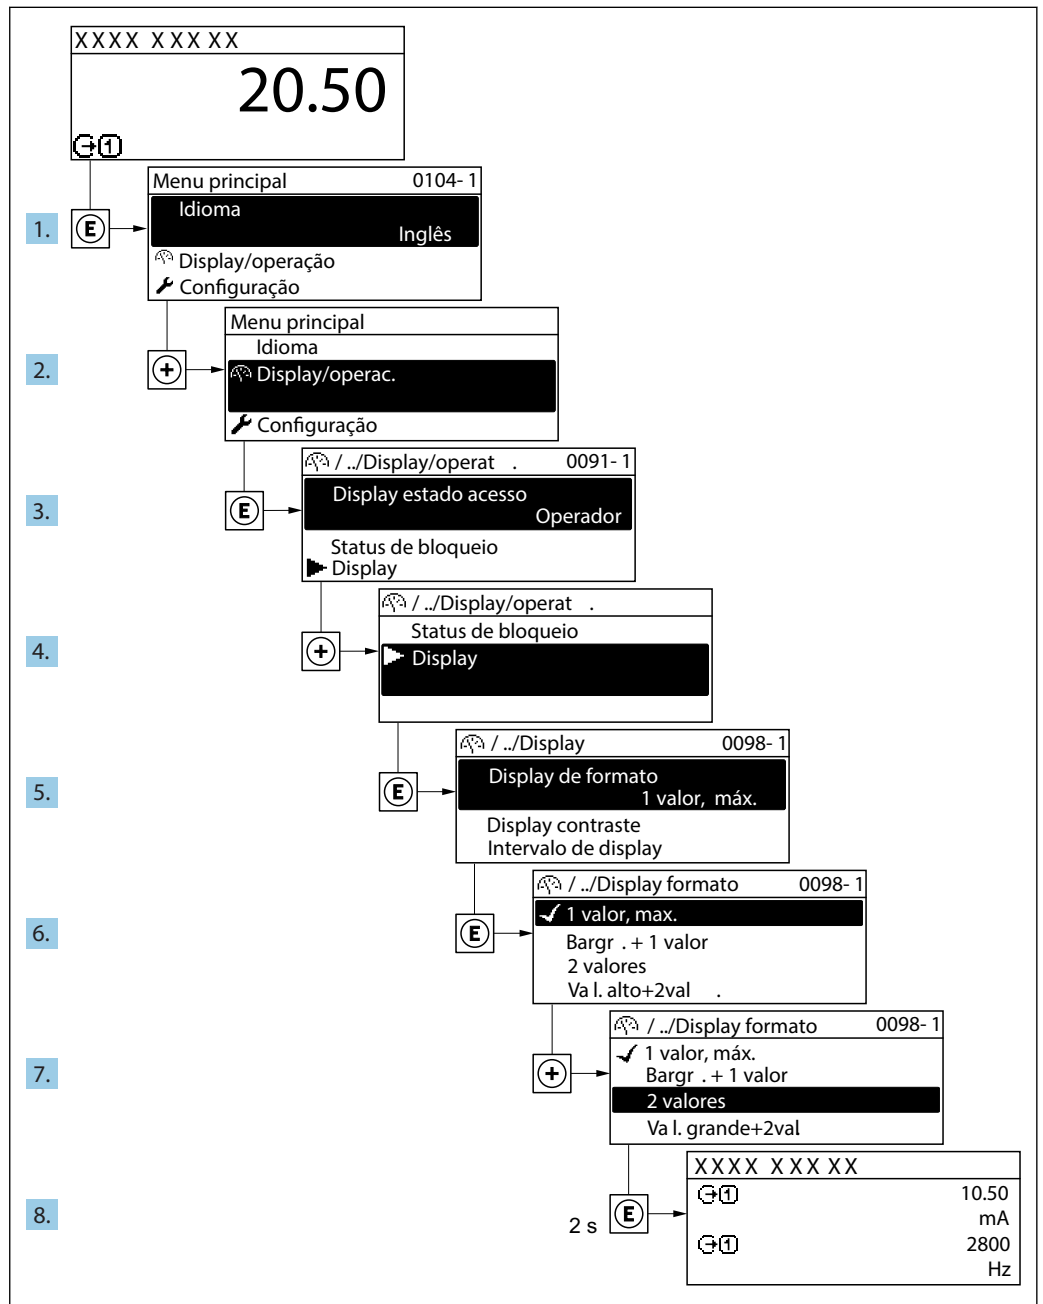 XXXX XXX XX
20.50
1
Menu principal 0104-1
Idioma
1. E
Inglês
Display/operação
Configuração
Menu principal
Idioma
2. + Display/operac.
Configuração
/ ../Display/operat . 0091-1
Display estado acesso
3. E Operador
Status de bloqueio
Display
/ ../Display/operat .
Status de bloqueio
4. + Display
/ ../Display 0098-1
Display de formato
5. E 1 valor, máx.
Display contraste
Intervalo de display
/ ../Display formato 0098-1
1 valor, max.
6. E
Bargr . + 1 valor
2 valores
Va l. alto+2val .
/ ../Display formato 0098-1
1 valor, máx.
7. + Bargr . + 1 valor
2 valores
Va l. grande+2val.
XXXX XXX XX
1 10.50
8. 2 s E mA
1 2800
Hz